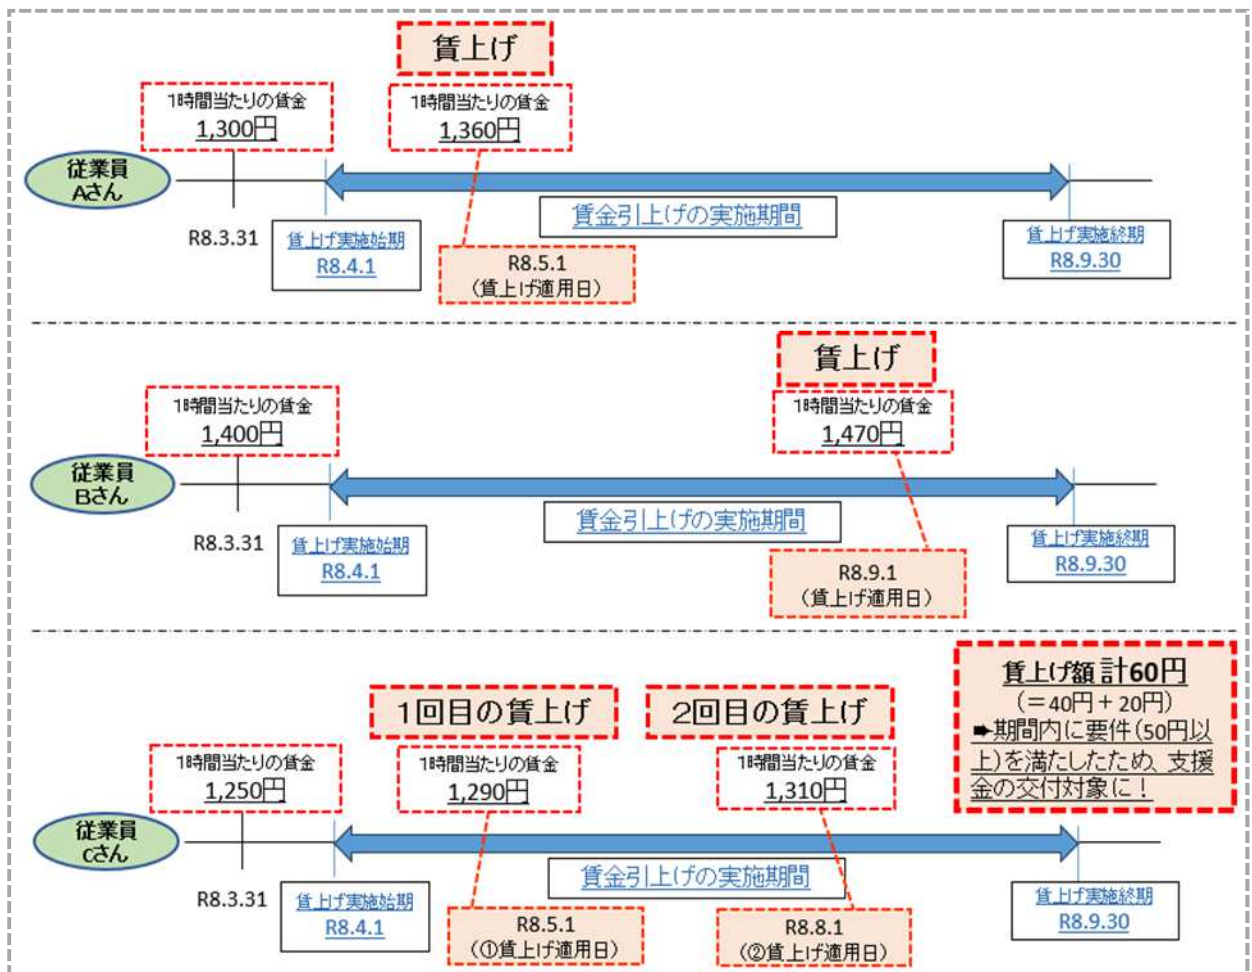 賃上げ
1時間当たりの賃金
1,300円
1時間当たりの賃金
1,360円
従業員
Aさん
賃金引上げの実施期間
R8.3.31
賃上げ実施始期
R8.4.1
R8.5.1
(賃上げ適用日)
賃上げ実施終期
R8.9.30
賃上げ
1時間当たりの賃金
1,400円
1時間当たりの賃金
1,470円
従業員
Bさん
賃金引上げの実施期間
R8.3.31
賃上げ実施始期
R8.4.1
R8.9.1
(賃上げ適用日)
賃上げ実施終期
R8.9.30
賃上げ額 計60円
(=40円+20円)
➡期間内に要件(50円以
上)を満たしたため、支援
金の交付対象に！
1回目の賃上げ
2回目の賃上げ
1時間当たりの賃金
1,250円
1時間当たりの賃金
1,290円
1時間当たりの賃金
1,310円
従業員
Cさん
賃金引上げの実施期間
R8.3.31
賃上げ実施始期
R8.4.1
R8.5.1
(①賃上げ適用日)
R8.8.1
(②賃上げ適用日)
賃上げ実施終期
R8.9.30